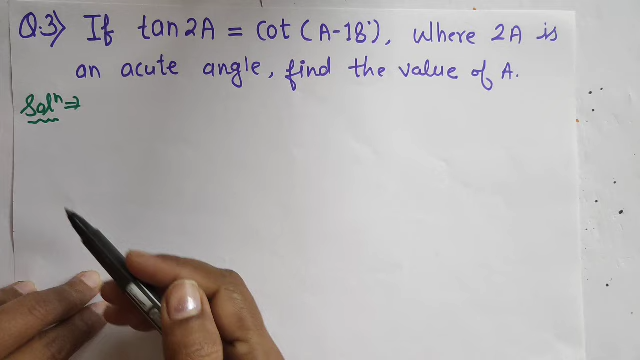 Q.3) If tan 2A = cot (A-18°), where 2A is
an acute angle, find the value of A.
Solⁿ ⇒